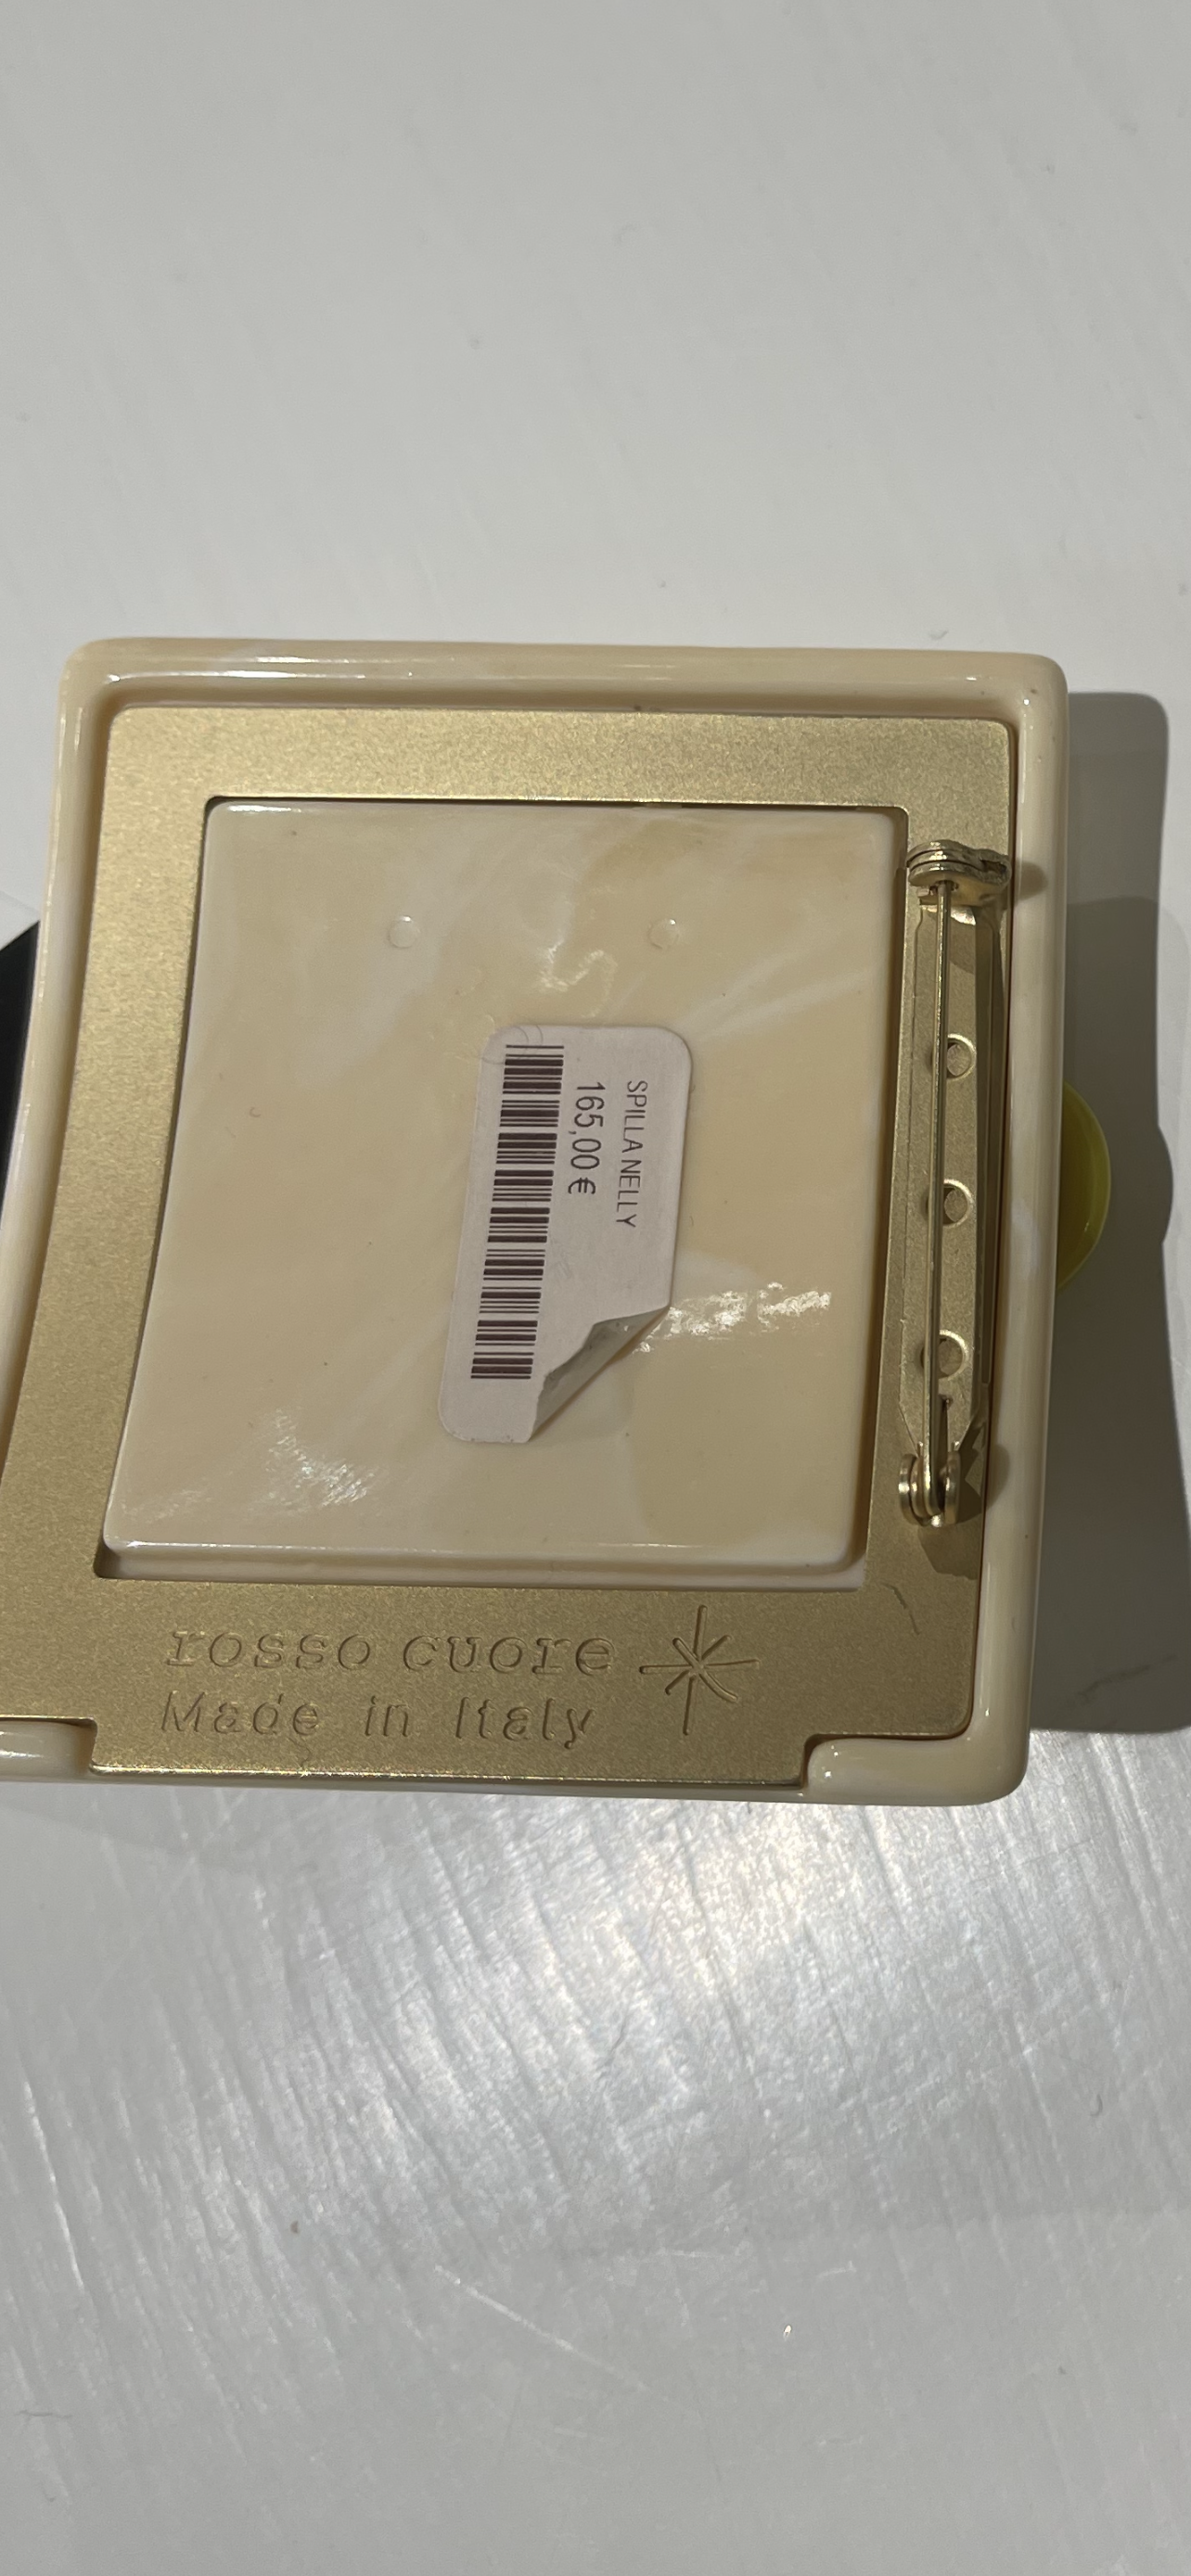 SPILLA NELLY
165,00 €
rosso cuore
Made in Italy